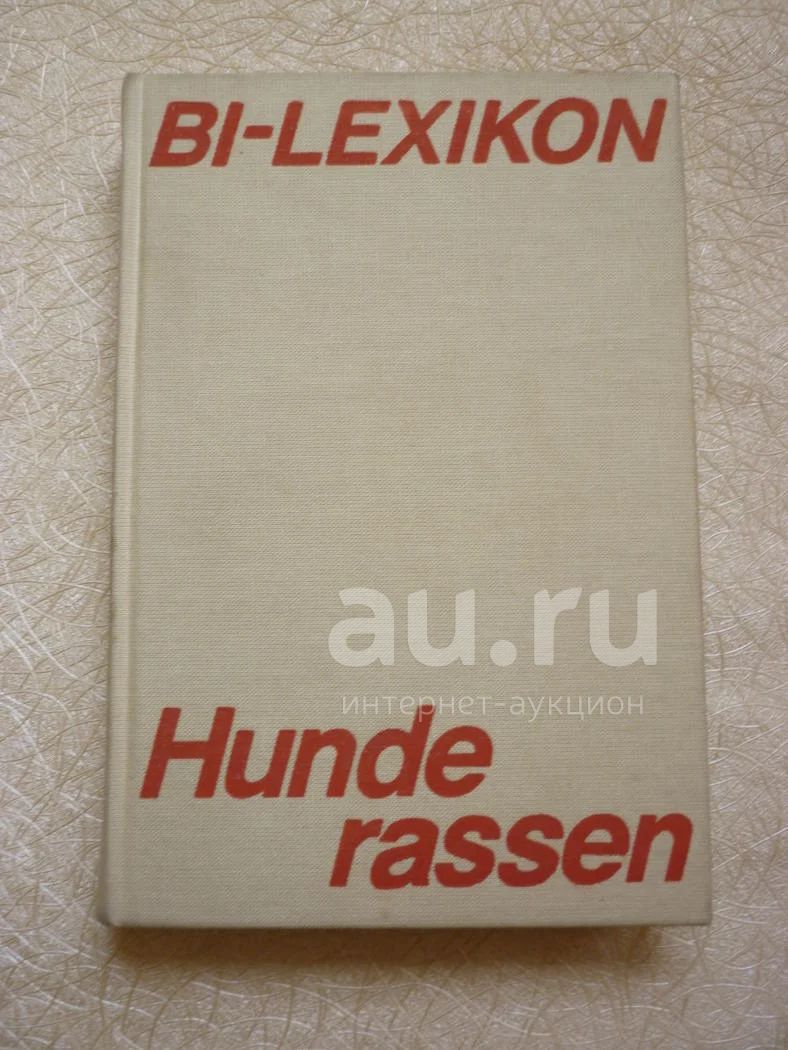 BI-LEXIKON
au.ru
интернет-аукцион
Hunde
rassen